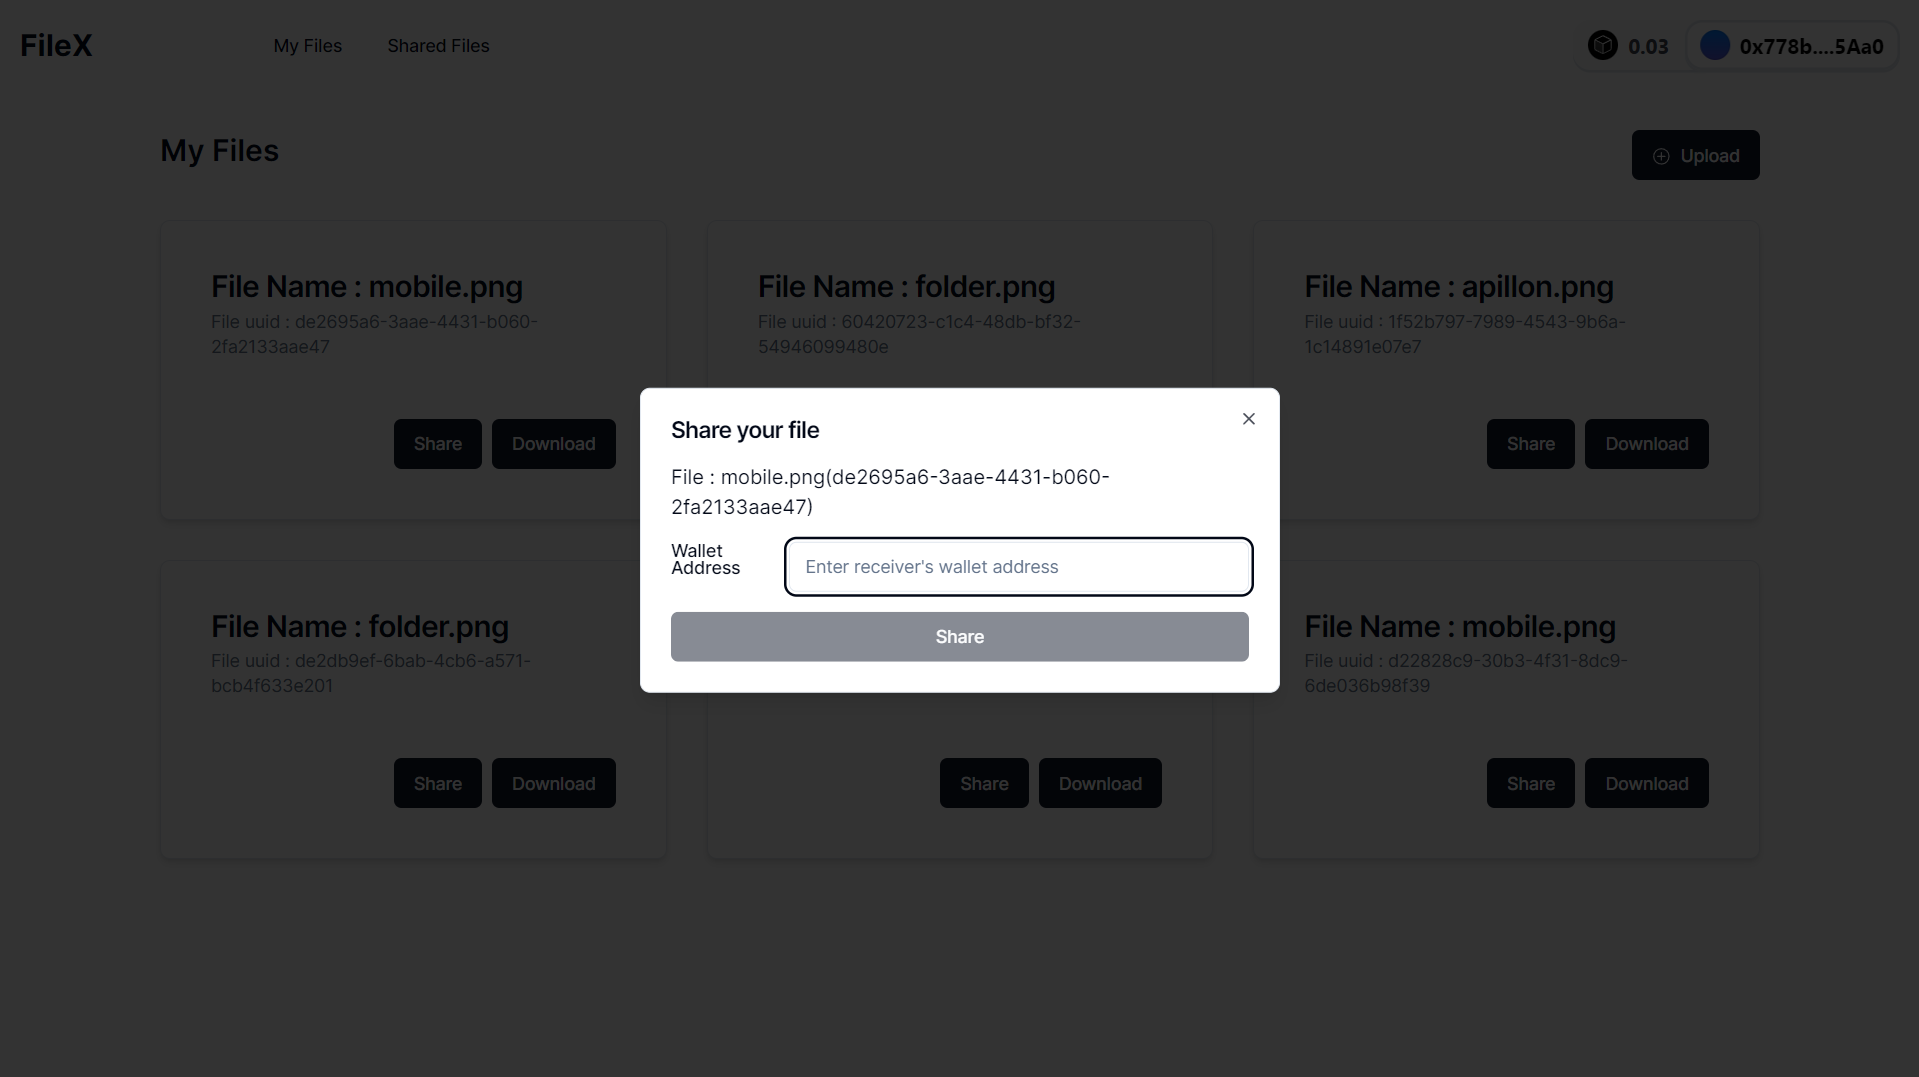 FileX
My Files
Shared Files
0.03
0x778b....5Aa0
My Files
Upload
File Name : mobile.png
File uuid : de2695a6-3aae-4431-b060-
2fa2133aae47
Share
Download
File Name : folder.png
File uuid : 60420723-c1c4-48db-bf32-
54946099480e
File Name : apillon.png
File uuid : 1f52b797-7989-4543-9b6a-
1c14891e07e7
Share
Download
Share your file
File : mobile.png(de2695a6-3aae-4431-b060-
2fa2133aae47)
Wallet
Address
Enter receiver's wallet address
Share
File Name : folder.png
File uuid : de2db9ef-6bab-4cb6-a571-
bcb4f633e201
Share
Download
Share
Download
File Name : mobile.png
File uuid : d22828c9-30b3-4f31-8dc9-
6de036b98f39
Share
Download